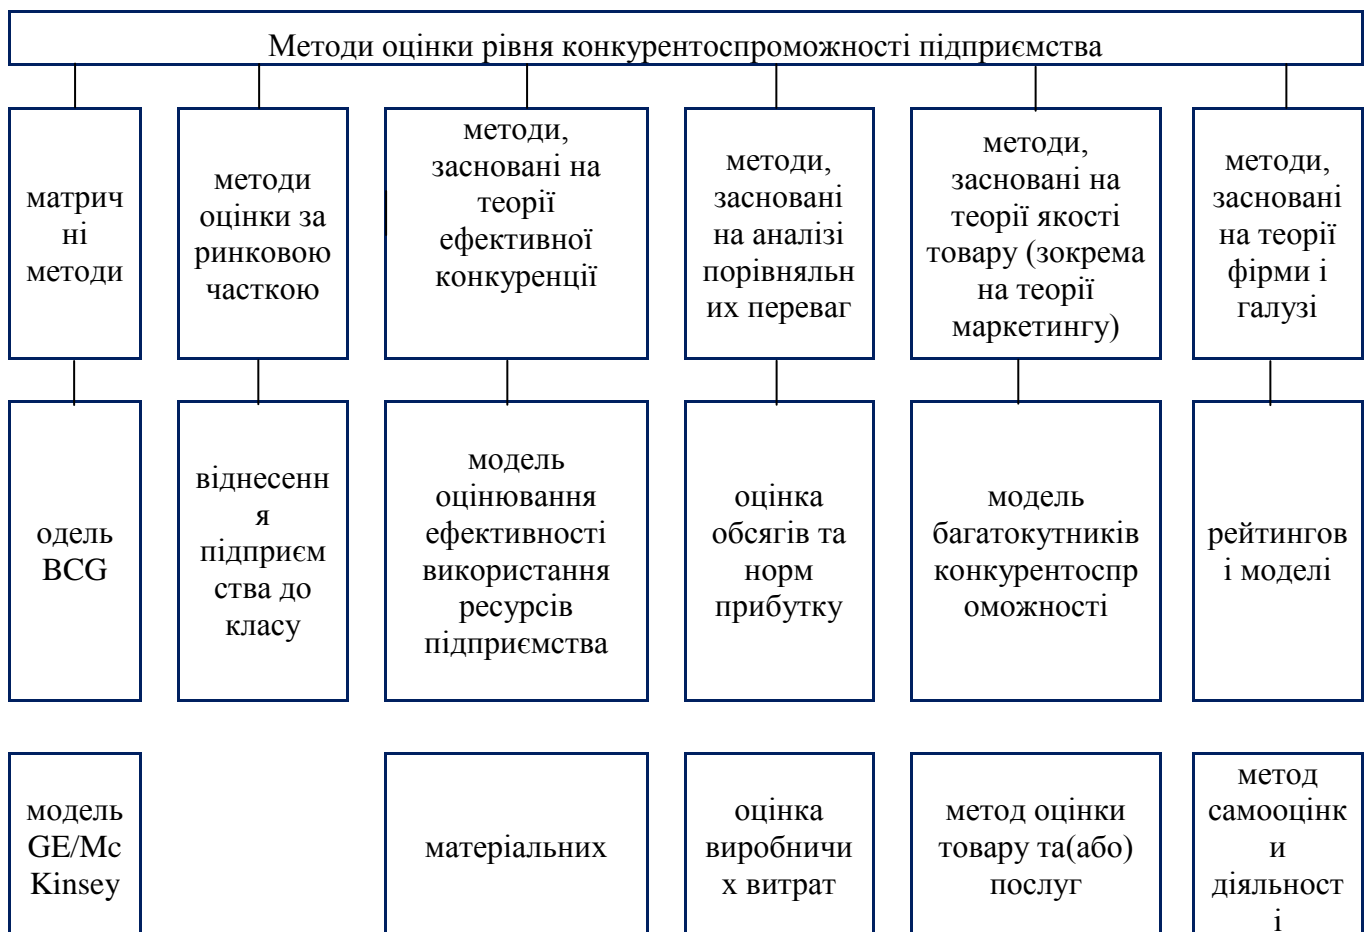 Методи оцінки рівня конкурентоспроможності підприємства
матрич
ні
методи
методи
оцінки за
ринковою
часткою
методи,
засновані на
теорії
ефективної
конкуренції
методи,
засновані
на аналізі
порівняльн
их переваг
методи,
засновані на
теорії якості
товару (зокрема
на теорії
маркетингу)
методи,
засновані
на теорії
фірми і
галузі
одель
BCG
віднесенн
я
підприєм
ства до
класу
модель
оцінювання
ефективності
використання
ресурсів
підприємства
оцінка
обсягів та
норм
прибутку
модель
багатокутників
конкурентоспр
оможності
рейтингов
і моделі
модель
GE/Mc
Kinsey
матеріальних
оцінка
виробничи
х витрат
метод оцінки
товару та(або)
послуг
метод
самооцінк
и
діяльност
і